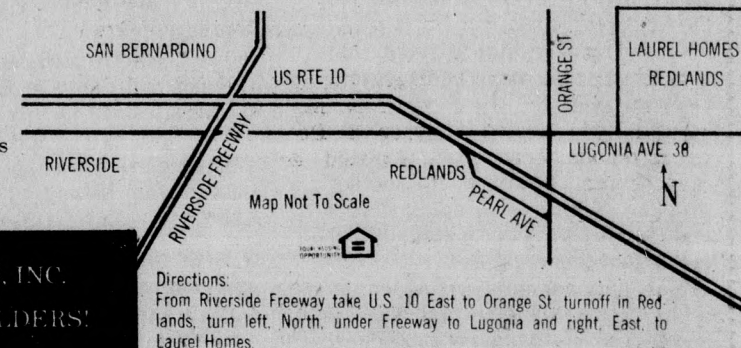 SAN BERNARDINO
US RTE 10
ORANGE ST.
LAUREL HOMES
REDLANDS
s
RIVERSIDE
RIVERSIDE FREEWAY
REDLANDS
PEARL AVE.
LUGONIA AVE. 38
N
Map Not To Scale
OPPORTUNITY
, INC.
LDERS!
Directions:
From Riverside Freeway take U.S. 10 East to Orange St. turnoff in Red-
lands, turn left, North, under Freeway to Lugonia and right, East, to
Laurel Homes.